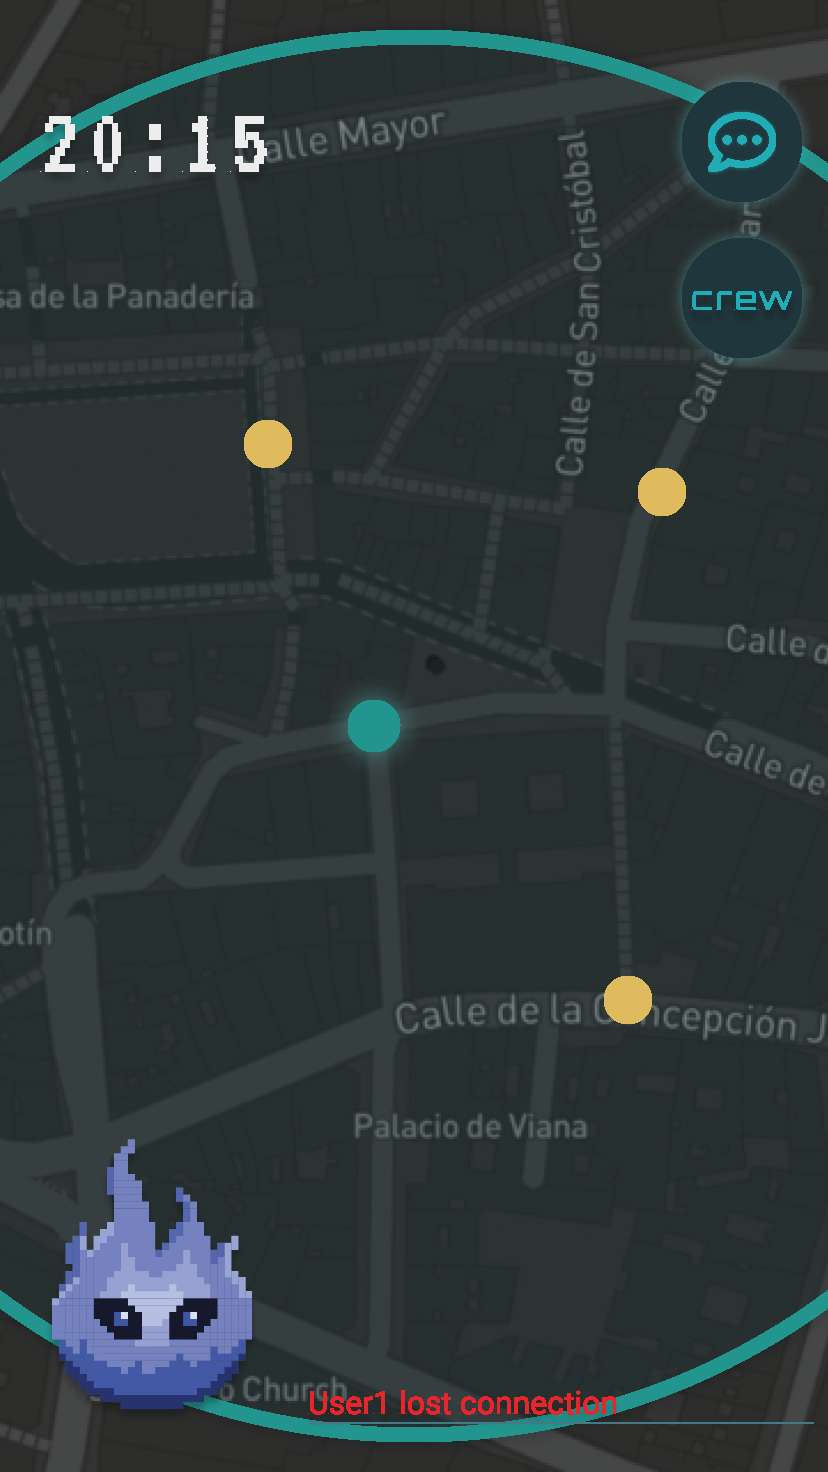 20:15
Calle Mayor
Calle de San Cristóbal
crew
sa de la Panadería
Calle
Calle d
Calle de
otín
Calle de la Concepción J
Palacio de Viana
o Church
User1 lost connection